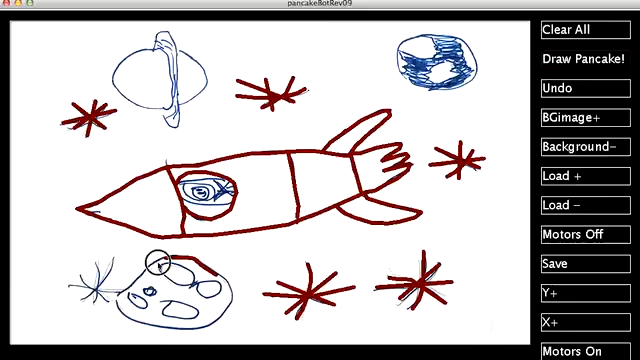 pancakeBotRev09
Clear All
Draw Pancake!
Undo
BGimage+
Background-
Load +
Load -
Motors Off
Save
Y+
X+
Motors On